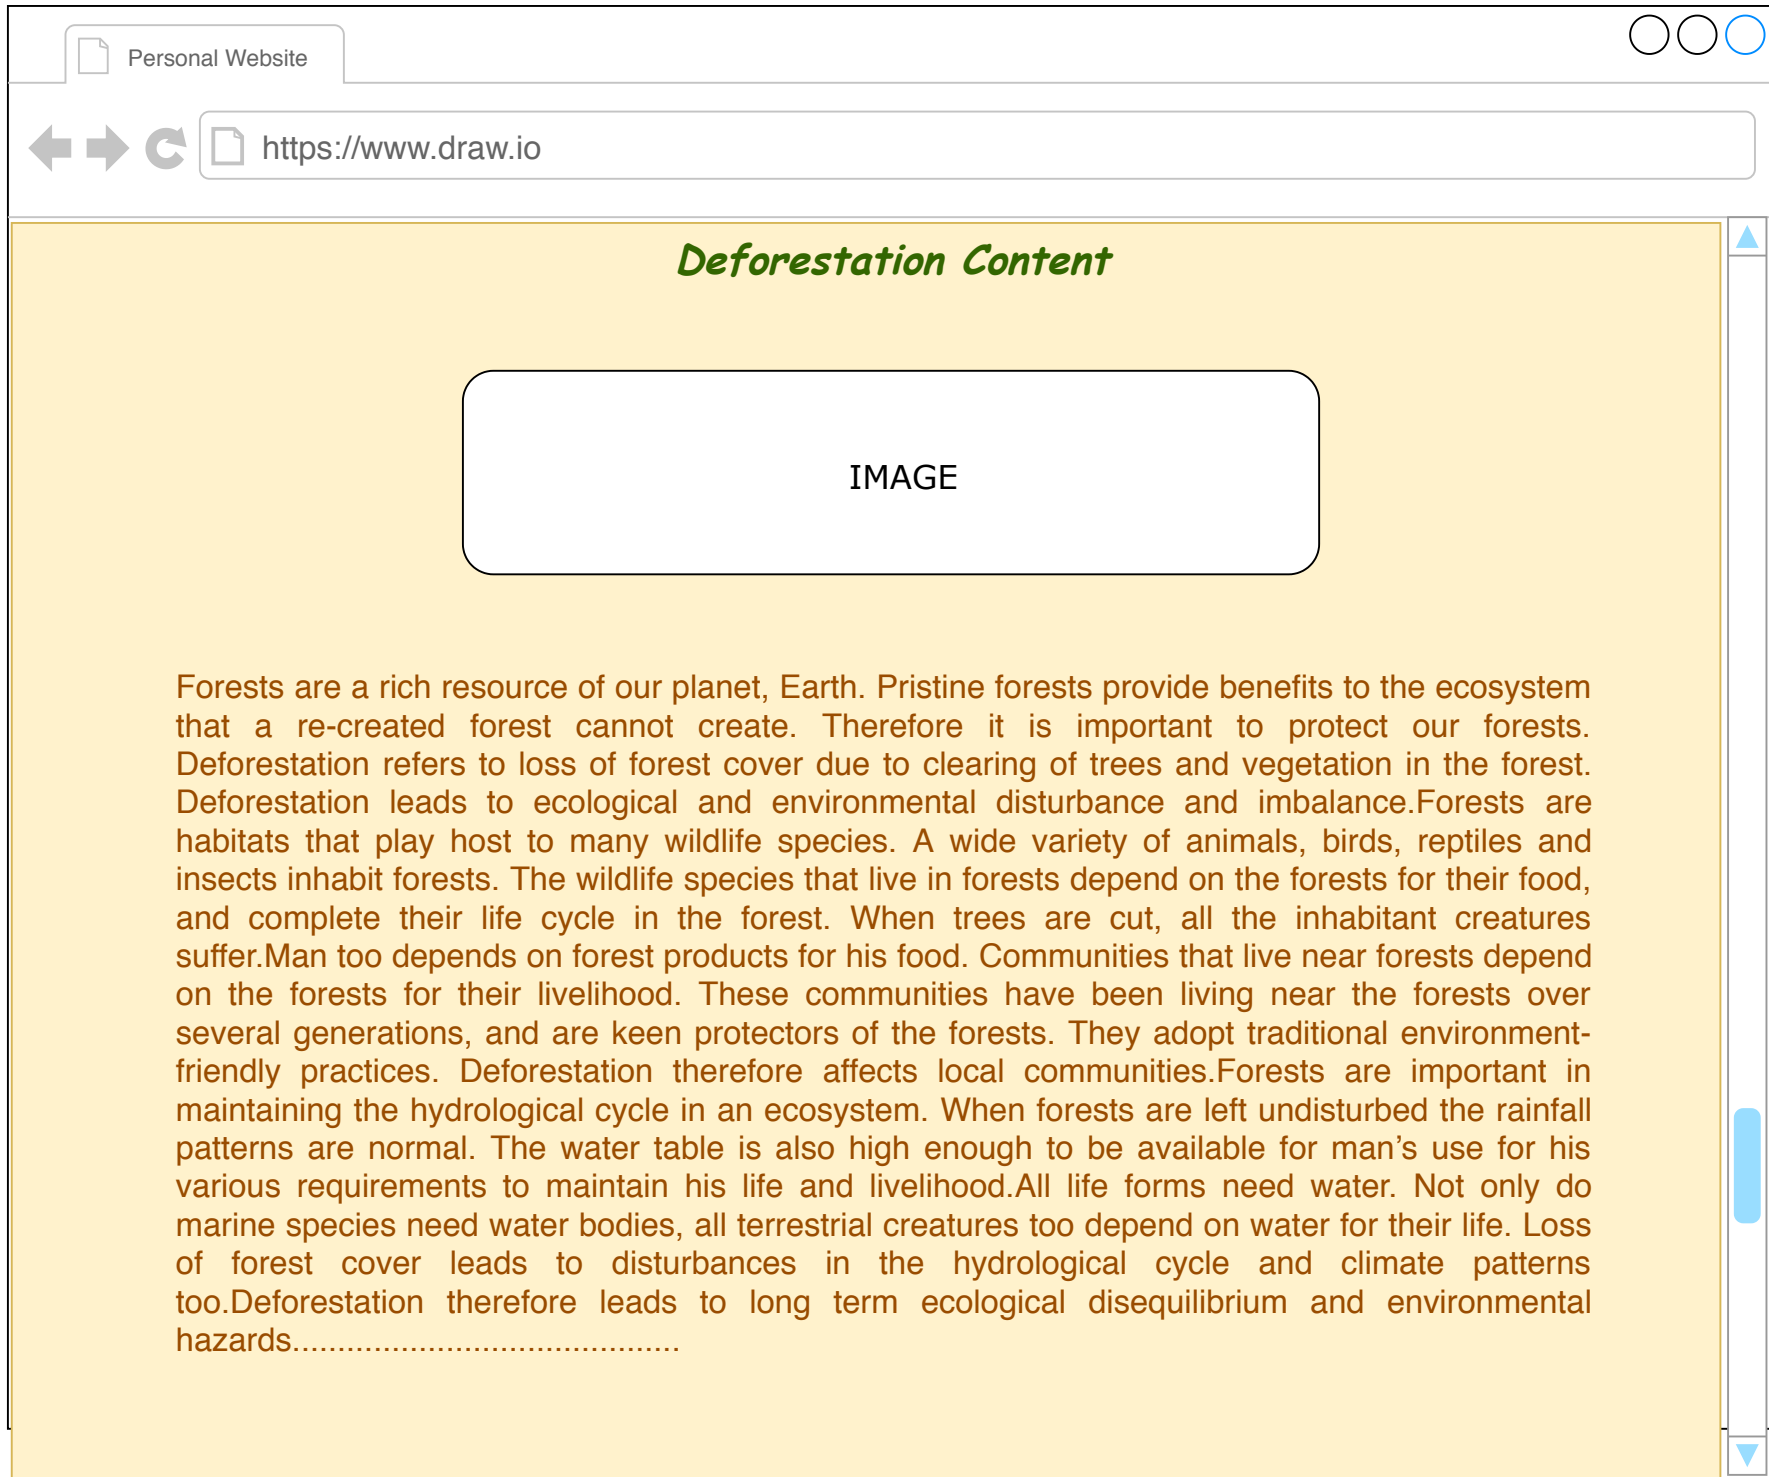 Personal Website
https://www.draw.io
Deforestation Content
IMAGE
Forests are a rich resource of our planet, Earth. Pristine forests provide benefits to the ecosystem
that a re-created forest cannot create. Therefore it is important to protect our forests.
Deforestation refers to loss of forest cover due to clearing of trees and vegetation in the forest.
Deforestation leads to ecological and environmental disturbance and imbalance.Forests are
habitats that play host to many wildlife species. A wide variety of animals, birds, reptiles and
insects inhabit forests. The wildlife species that live in forests depend on the forests for their food,
and complete their life cycle in the forest. When trees are cut, all the inhabitant creatures
suffer.Man too depends on forest products for his food. Communities that live near forests depend
on the forests for their livelihood. These communities have been living near the forests over
several generations, and are keen protectors of the forests. They adopt traditional environment-
friendly practices. Deforestation therefore affects local communities.Forests are important in
maintaining the hydrological cycle in an ecosystem. When forests are left undisturbed the rainfall
patterns are normal. The water table is also high enough to be available for man’s use for his
various requirements to maintain his life and livelihood.All life forms need water. Not only do
marine species need water bodies, all terrestrial creatures too depend on water for their life. Loss
of forest cover leads to disturbances in the hydrological cycle and climate patterns
too.Deforestation therefore leads to long term ecological disequilibrium and environmental
hazards...........................................